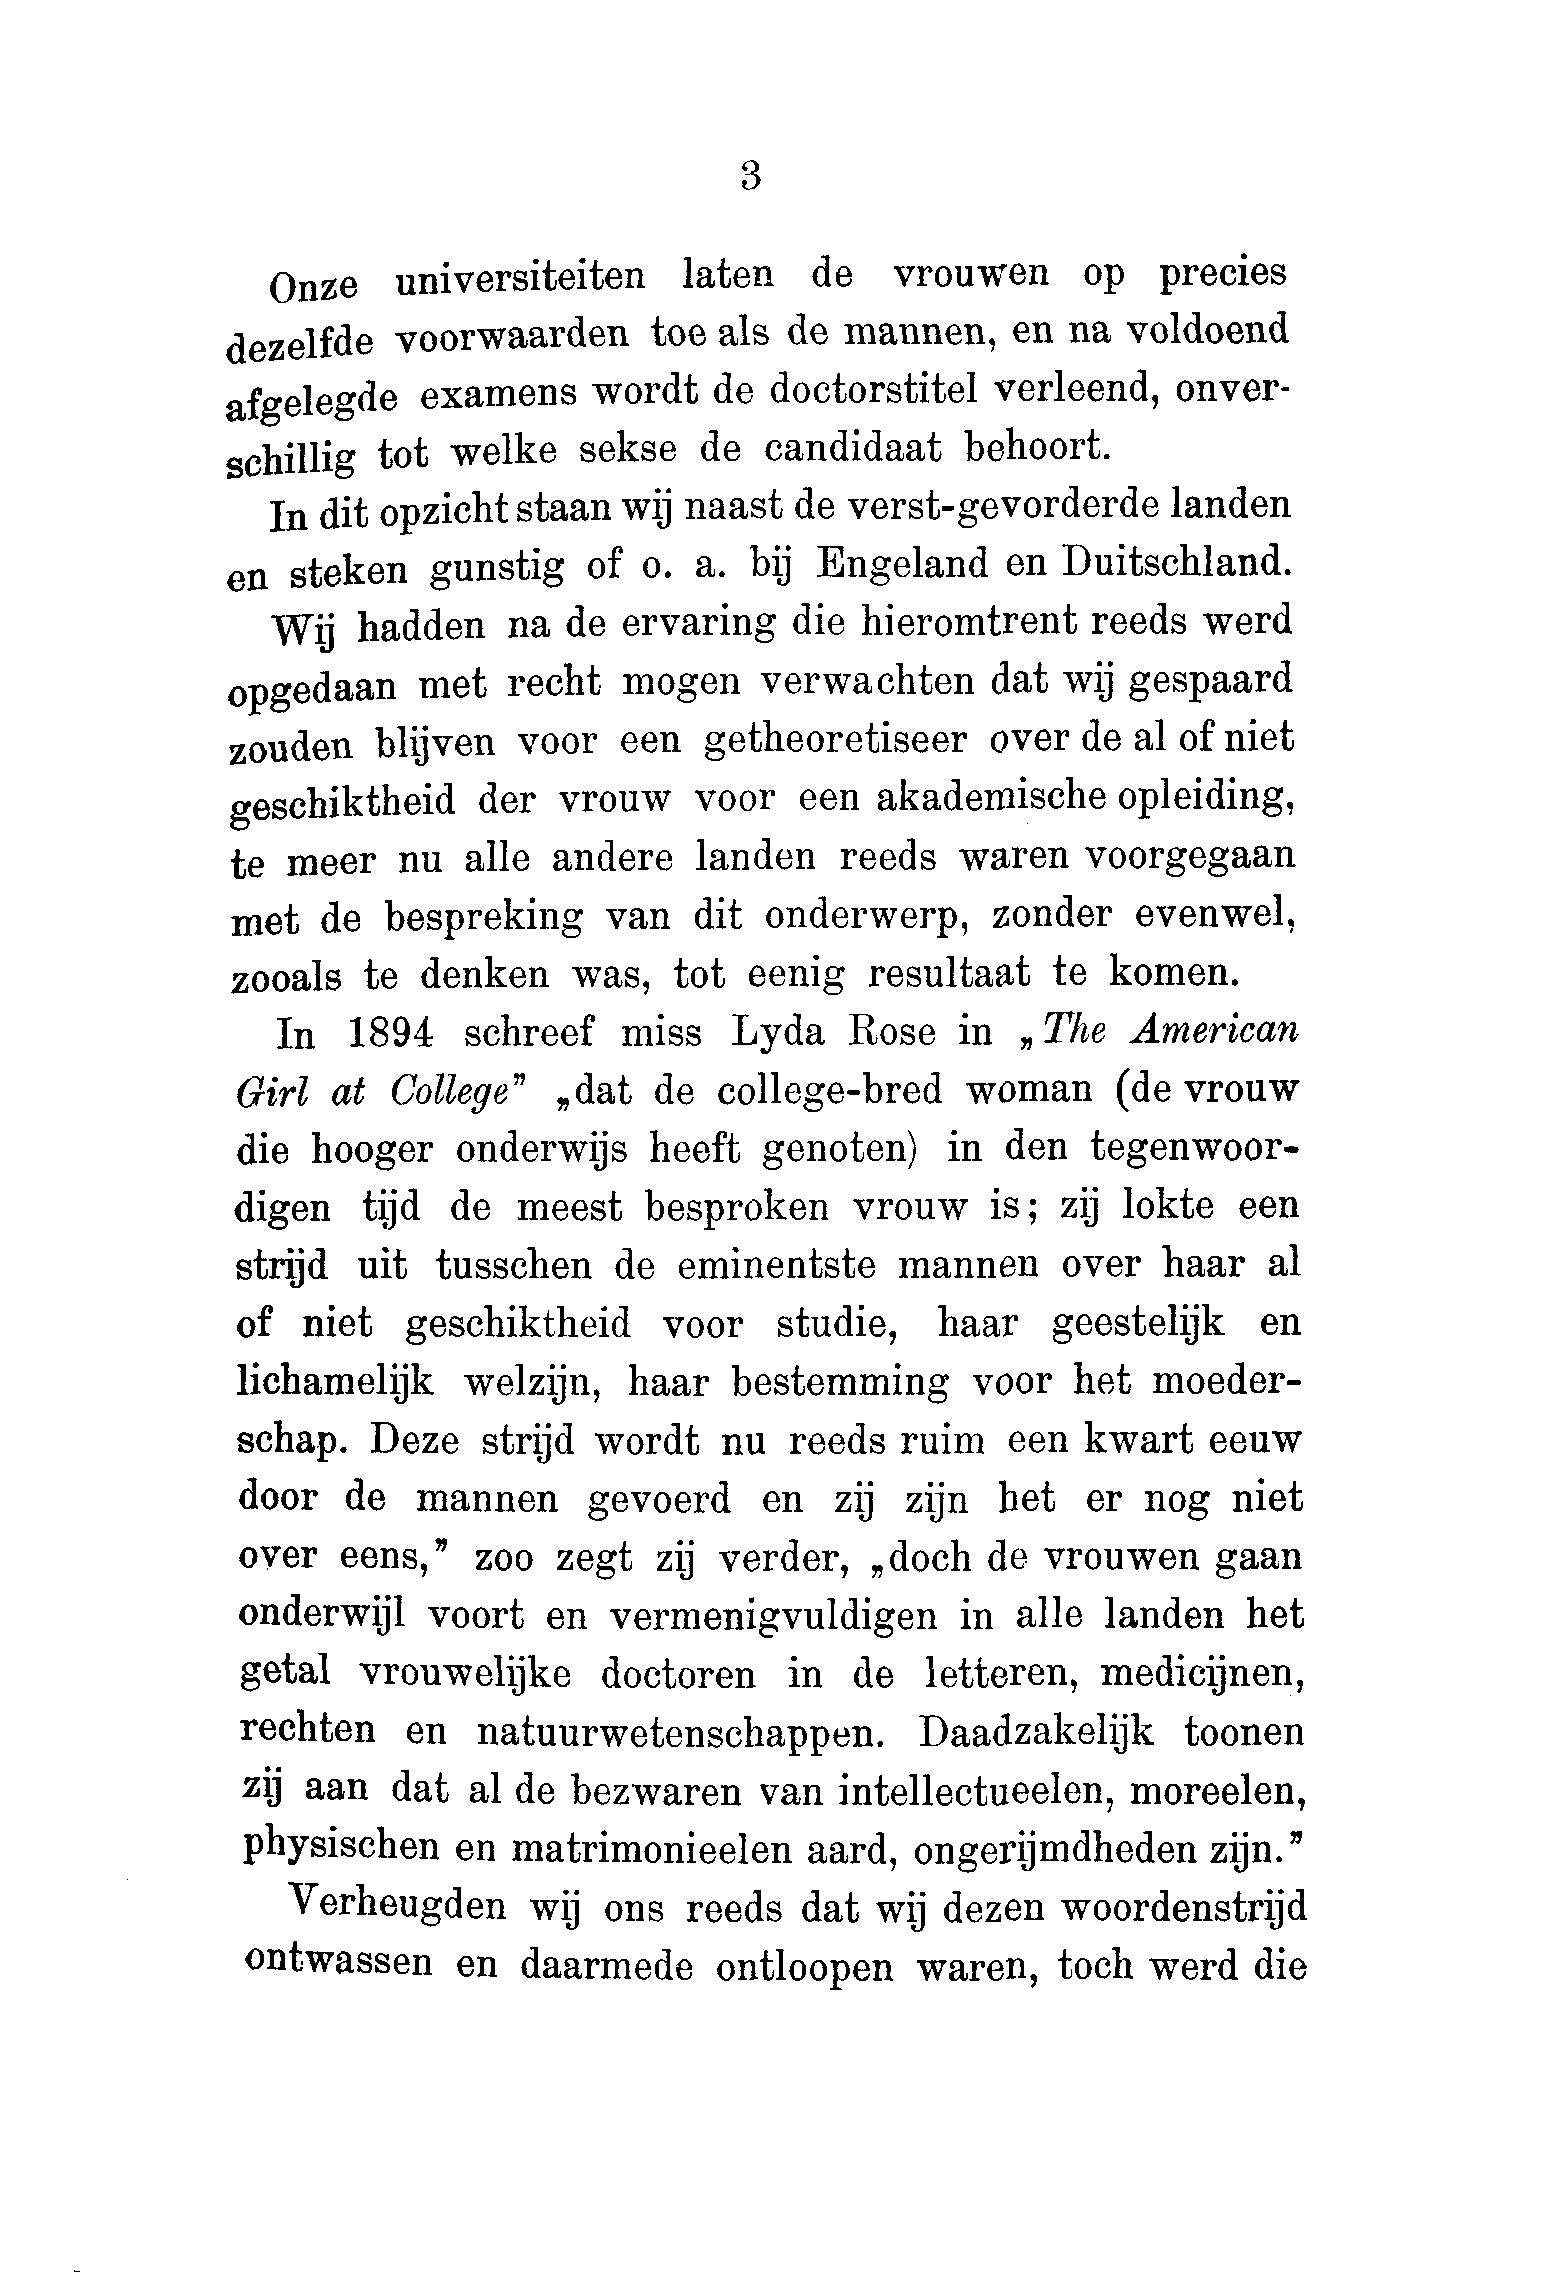 3
Onze universiteiten laten de vrouwen op precies
dezelfde voorwaarden toe als de mannen, en na voldoend
afgelegde examens wordt de doctorstitel verleend, onver-
schillig tot welke sekse de candidaat behoort.
In dit opzicht staan wij naast de verst-gevorderde landen
en steken gunstig of o. a. bij Engeland en Duitschland.
Wij hadden na de ervaring die hieromtrent reeds werd
opgedaan met recht mogen verwachten dat wij gespaard
zouden blijven voor een getheoretiseer over de al of niet
geschiktheid der vrouw voor een akademische opleiding,
te meer nu alle andere landen reeds waren voorgegaan
met de bespreking van dit onderwerp, zonder evenwel,
zooals te denken was, tot eenig resultaat te komen.
In 1894 schreef miss Lyda Rose in „The American
Girl at College” „dat de college-bred woman (de vrouw
die hooger onderwijs heeft genoten) in den tegenwoor-
digen tijd de meest besproken vrouw is; zij lokte een
strijd uit tusschen de eminentste mannen over haar al
of niet geschiktheid voor studie, haar geestelijk en
lichamelijk welzijn, haar bestemming voor het moeder-
schap. Deze strijd wordt nu reeds ruim een kwart eeuw
door de mannen gevoerd en zij zijn het er nog niet
over eens,” zoo zegt zij verder, „doch de vrouwen gaan
onderwijl voort en vermenigvuldigen in alle landen het
getal vrouwelijke doctoren in de letteren, medicijnen,
rechten en natuurwetenschappen. Daadzakelijk toonen
zij aan dat al de bezwaren van intellectueelen, moreelen,
physischen en matrimonieelen aard, ongerijmdheden zijn.”
Verheugden wij ons reeds dat wij dezen woordenstrijd
ontwassen en daarmede ontloopen waren, toch werd die